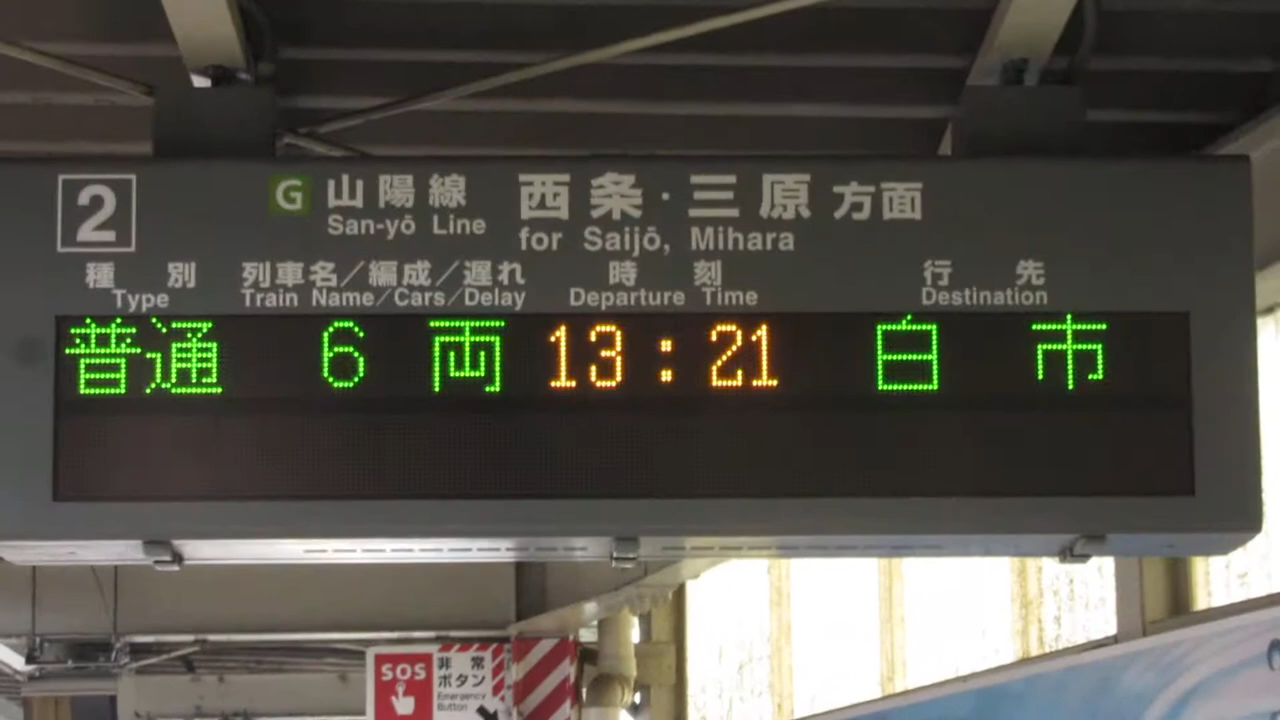 2 G 山陽線 西条・三原 方面
San-yō Line for Saijō, Mihara
種別 列車名／編成／遅れ 時刻 行先
Type Train Name／Cars／Delay Departure Time Destination
普通 6両 13:21 白市
SOS 非常
ボタン
Emergency
Button